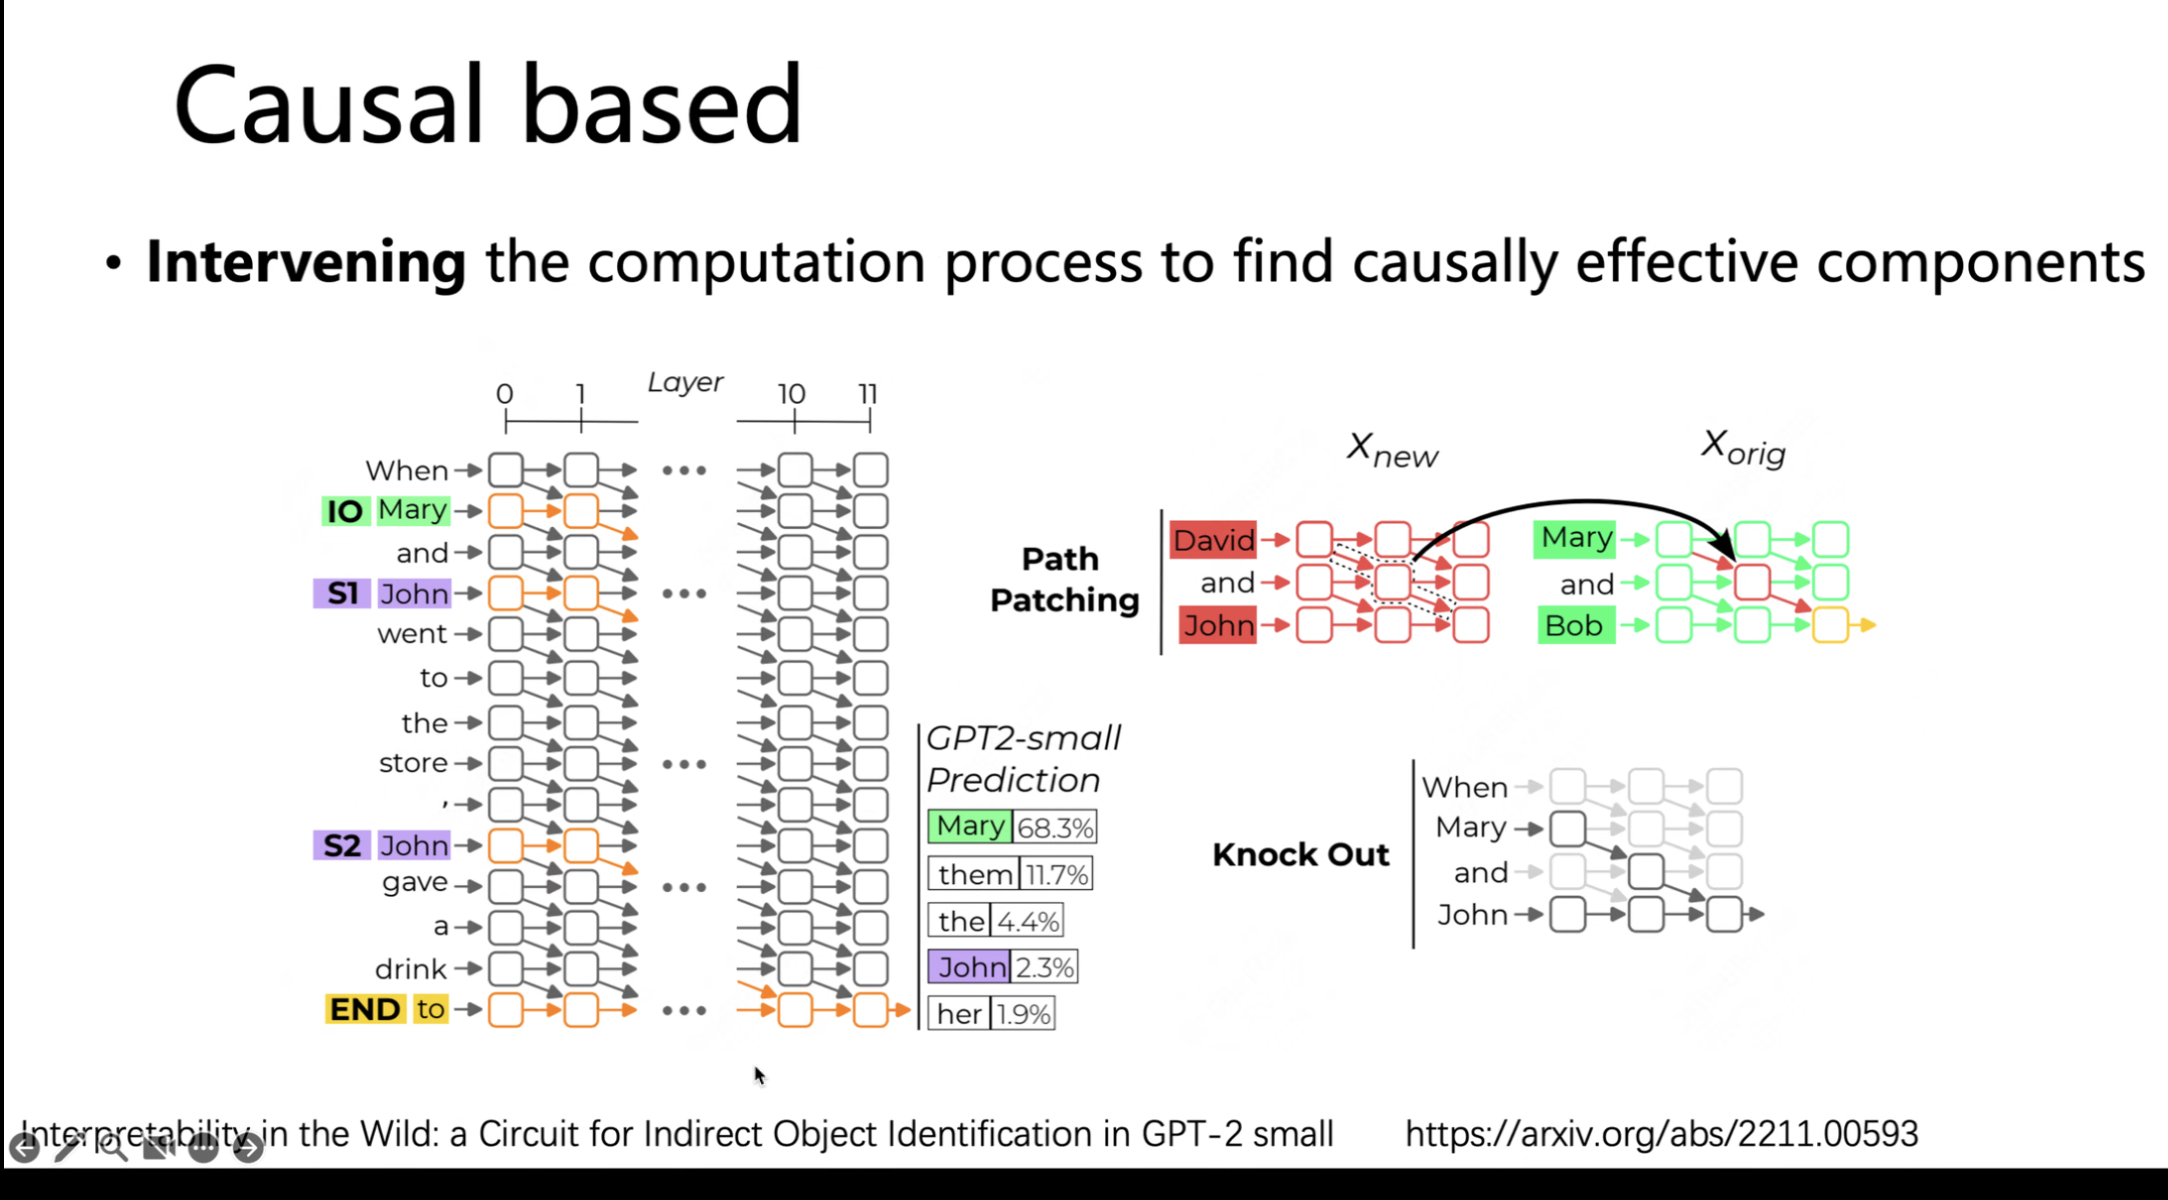 Causal based
• Intervening the computation process to find causally effective components
Layer
0 1 10 11
When
IO Mary
and
S1 John
went
to
the
store
,
S2 John
gave
a
drink
END to
GPT2-small
Prediction
Mary 68.3%
them 11.7%
the 4.4%
John 2.3%
her 1.9%
Path
Patching
Xnew
David
and
John
Xorig
Mary
and
Bob
Knock Out
When
Mary
and
John
Interpretability in the Wild: a Circuit for Indirect Object Identification in GPT-2 small
https://arxiv.org/abs/2211.00593